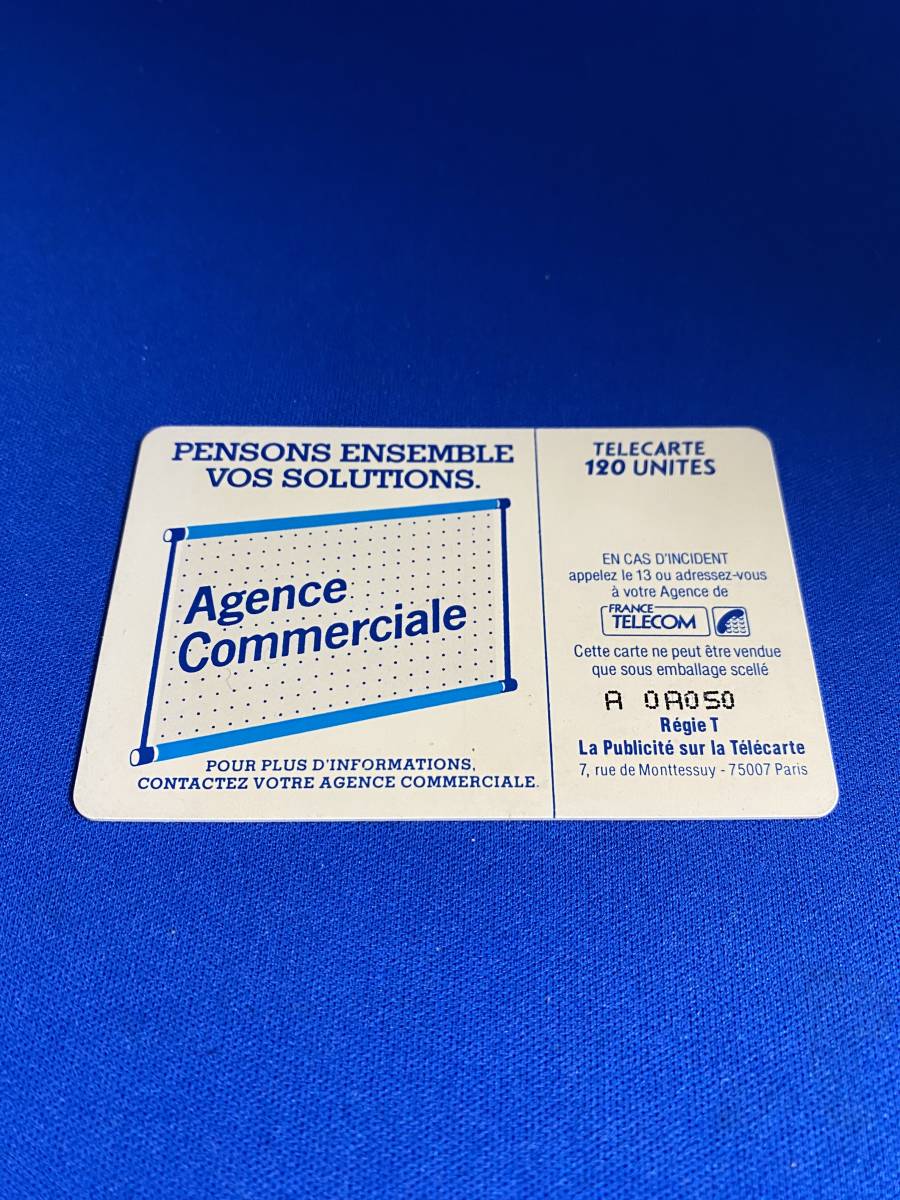 PENSONS ENSEMBLE
VOS SOLUTIONS.
Agence
Commerciale
POUR PLUS D'INFORMATIONS,
CONTACTEZ VOTRE AGENCE COMMERCIALE.
TELECARTE
120 UNITES
EN CAS D'INCIDENT
appelez le 13 ou adressez-vous
à votre Agence de
FRANCE
TELECOM
Cette carte ne peut être vendue
que sous emballage scellé
A 0A050
Régie T
La Publicité sur la Télécarte
7, rue de Monttessuy - 75007 Paris